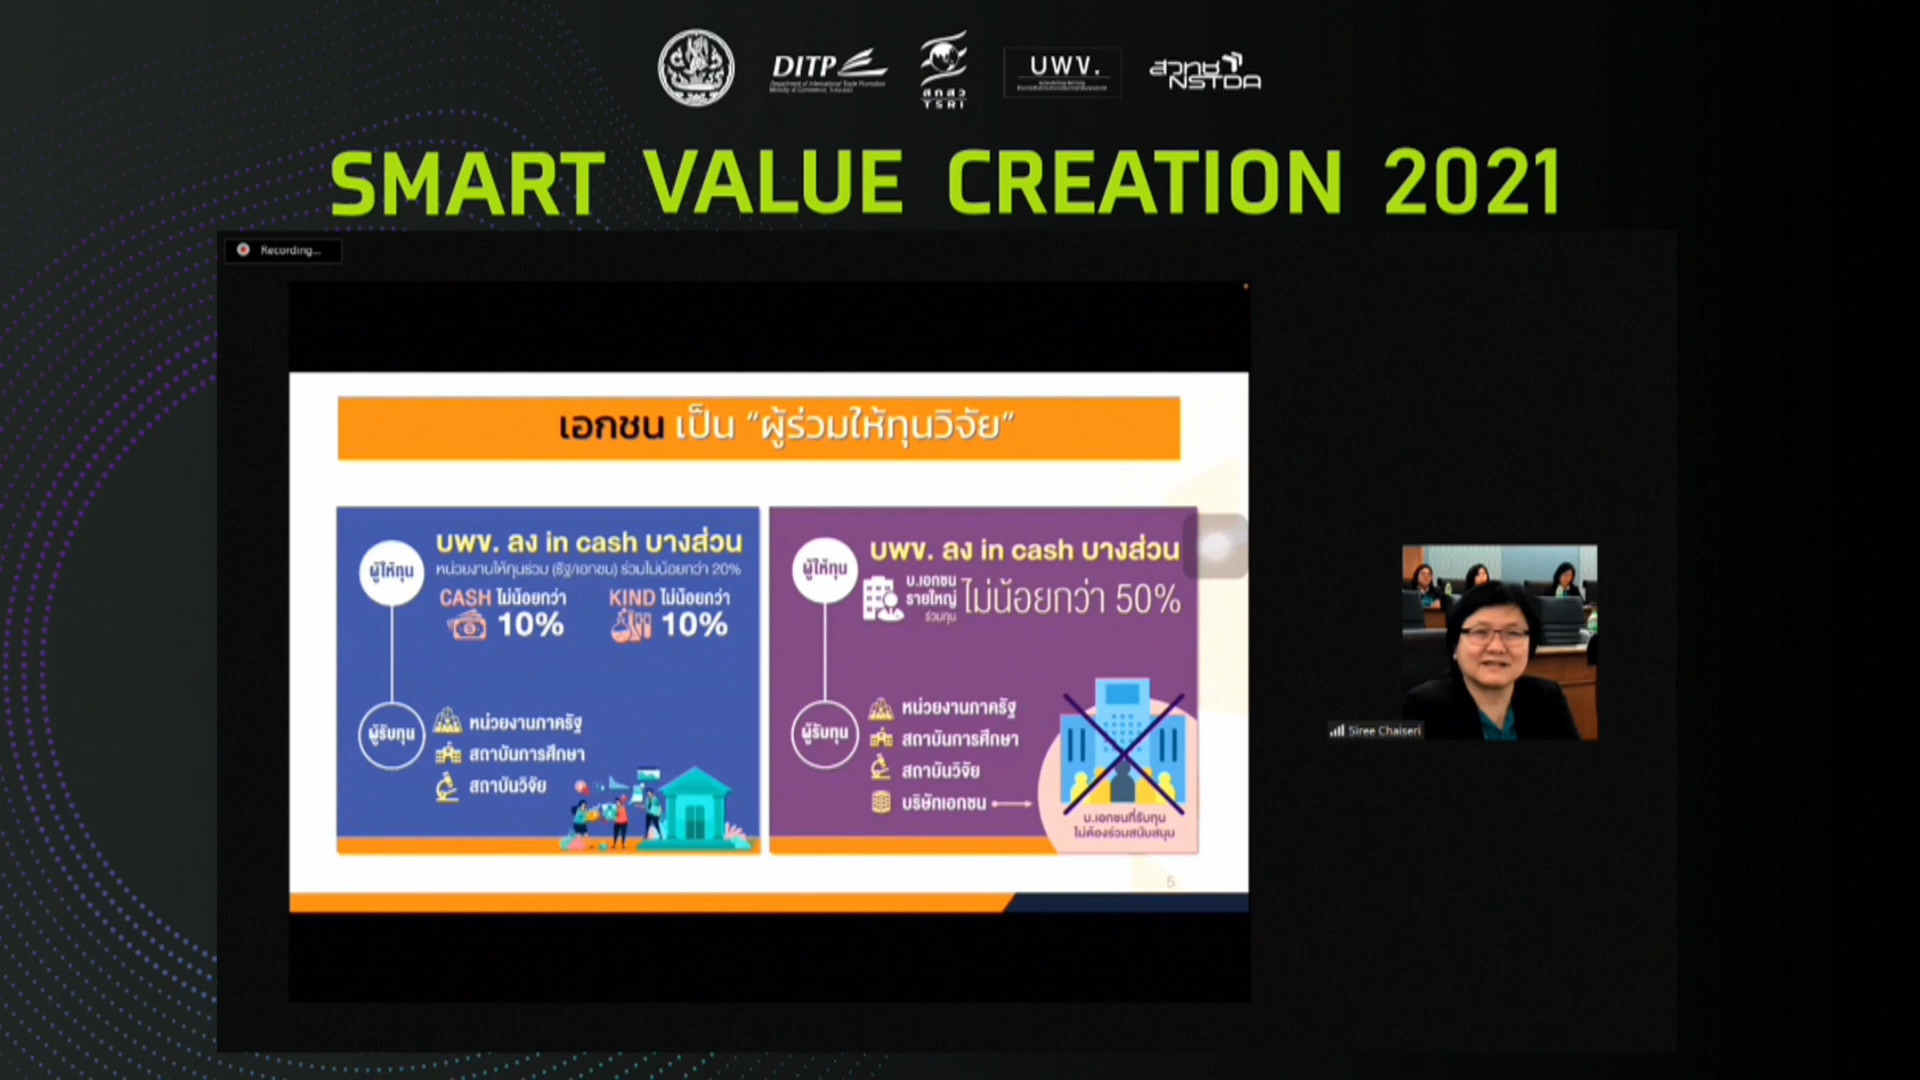 DITP
สกสว
TSRI
บพข.
สวทช
NSTDA
SMART VALUE CREATION 2021
Recording...
เอกชน เป็น "ผู้ร่วมให้ทุนวิจัย"
ผู้ให้ทุน
บพข. ลง in cash บางส่วน
หน่วยงานให้ทุนร่วม (รัฐ/เอกชน) ร่วมไม่น้อยกว่า 20%
CASH ไม่น้อยกว่า
10%
KIND ไม่น้อยกว่า
10%
ผู้รับทุน
หน่วยงานภาครัฐ
สถาบันการศึกษา
สถาบันวิจัย
ผู้ให้ทุน
บพข. ลง in cash บางส่วน
บ.เอกชน
รายใหญ่
ร่วมทุน
ไม่น้อยกว่า 50%
ผู้รับทุน
หน่วยงานภาครัฐ
สถาบันการศึกษา
สถาบันวิจัย
บริษัทเอกชน
บ.เอกชนที่รับทุน
ไม่ต้องร่วมสนับสนุน
5
Siree Chaiseri